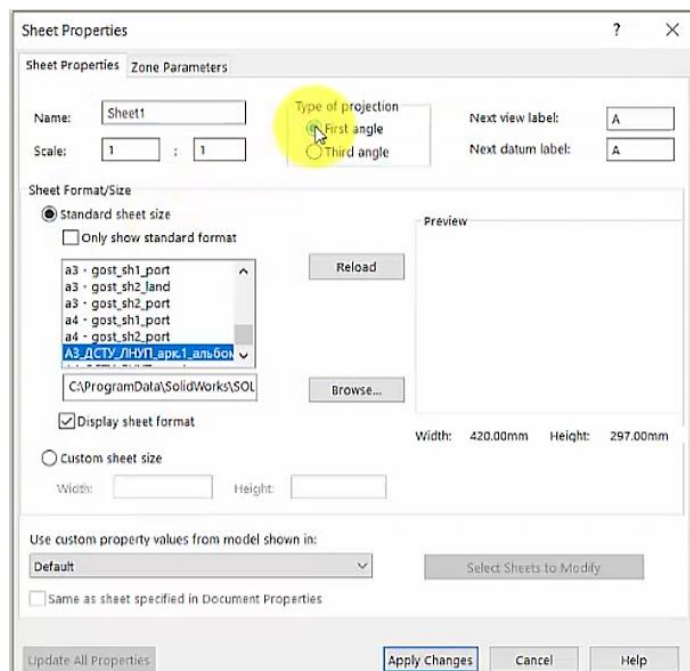 Sheet Properties ? X
Sheet Properties Zone Parameters
Name: Sheet1
Scale: 1 : 1
Type of projection
First angle
Third angle
Next view label: A
Next datum label: A
Sheet Format/Size
Standard sheet size
Only show standard format
a3 - gost_sh1_port
a3 - gost_sh2_land
a3 - gost_sh2_port
a4 - gost_sh1_port
a4 - gost_sh2_port
А3_ДСТУ_ЛНУП_арк.1_альбом
C:\ProgramData\SolidWorks\SOL
Display sheet format
Reload
Browse...
Preview
Width: 420.00mm Height: 297.00mm
Custom sheet size
Width: Height:
Use custom property values from model shown in:
Default
Select Sheets to Modify
Same as sheet specified in Document Properties
Update All Properties Apply Changes Cancel Help